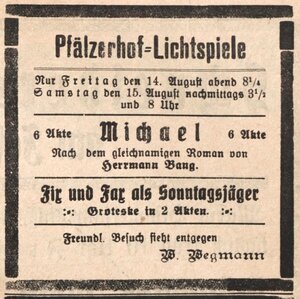 Pfälzerhof=Lichtspiele
Nur Freitag den 14. August abend 8¹/₄
Samstag den 15. August nachmittags 3¹/₂
und 8 Uhr
6 Akte Michael 6 Akte
Nach dem gleichnamigen Roman von
Herrmann Bang.
Fix und Fax als Sonntagsjäger
:•: Groteske in 2 Akten. :•:
Freundl. Besuch sieht entgegen
W. Wegmann